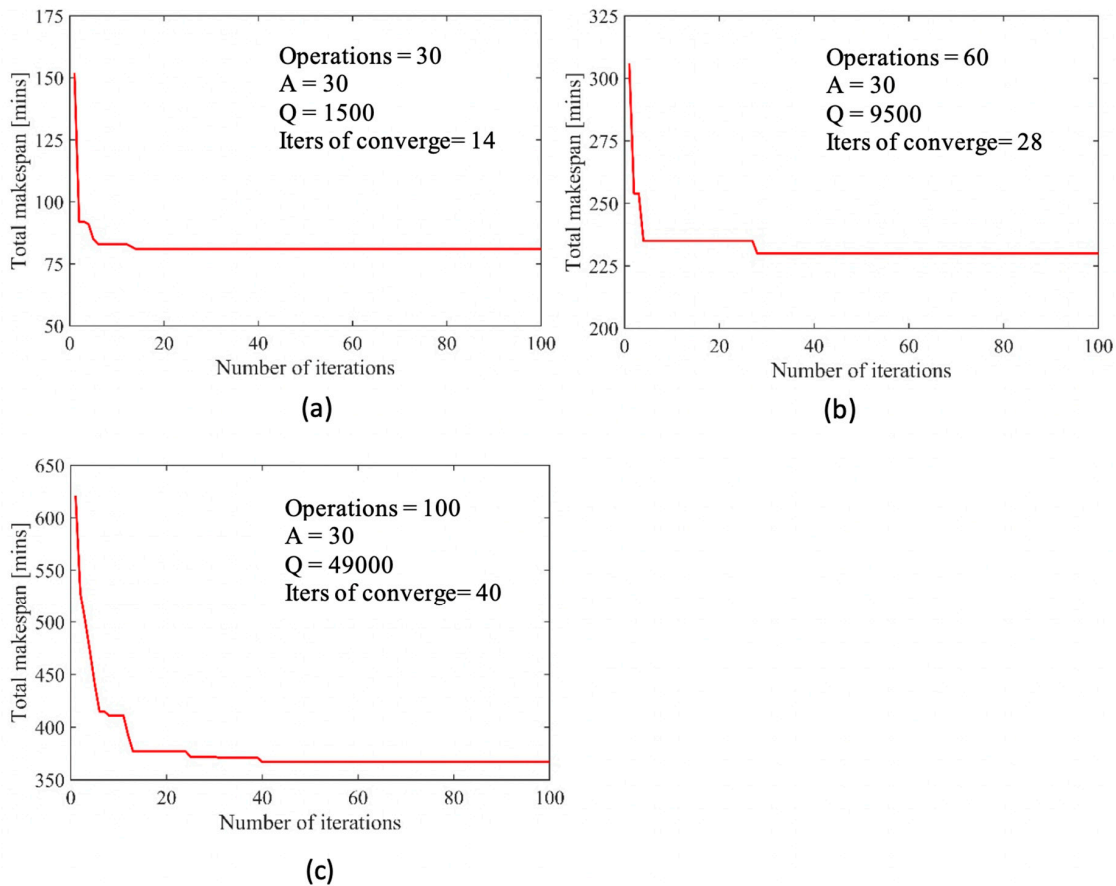 175
150
125
100
75
50
Total makespan [mins]
Operations = 30
A = 30
Q = 1500
Iters of converge= 14
0
20
40
60
80
100
Number of iterations
(a)
325
300
275
250
225
200
Total makespan [mins]
Operations = 60
A = 30
Q = 9500
Iters of converge= 28
0
20
40
60
80
100
Number of iterations
(b)
650
600
550
500
450
400
350
Total makespan [mins]
Operations = 100
A = 30
Q = 49000
Iters of converge= 40
0
20
40
60
80
100
Number of iterations
(c)